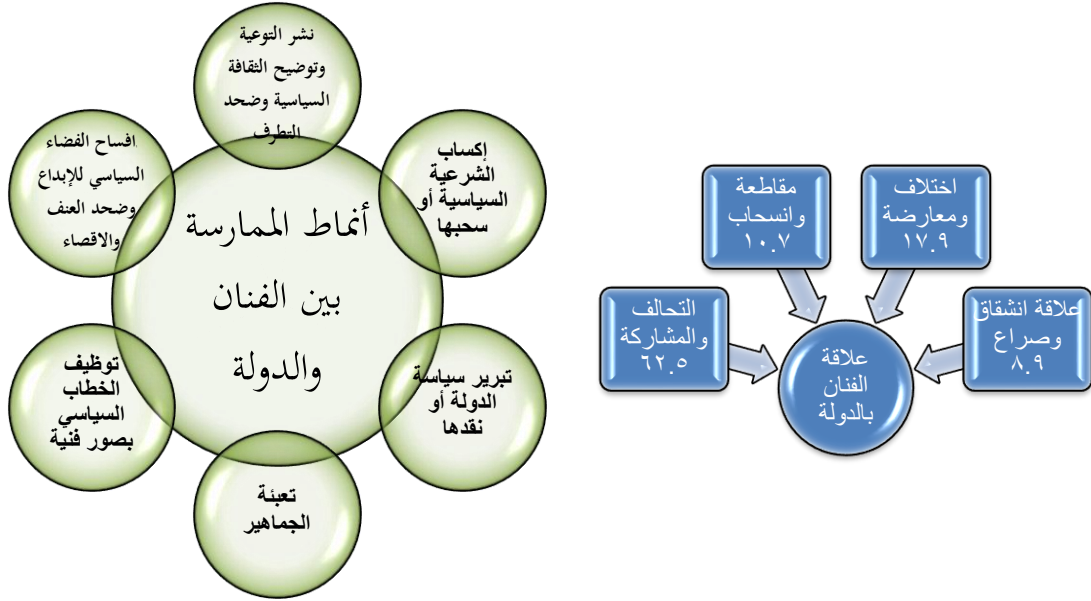 نشر التوعية
وتوضيح الثقافة
السياسية وضحد
التطرف
إكساب
الشرعية
السياسية أو
سحبها
تبرير سياسة
الدولة أو
نقدها
تعبئة
الجماهير
توظيف
الخطاب
السياسي
بصور فنية
افساح الفضاء
السياسي للإبداع
وضحد العنف
والاقصاء
أنماط الممارسة
بين الفنان
والدولة
اختلاف
ومعارضة
١٧.٩
مقاطعة
وانسحاب
١٠.٧
علاقة انشقاق
وصراع
٨.٩
التحالف
والمشاركة
٦٢.٥
علاقة
الفنان
بالدولة